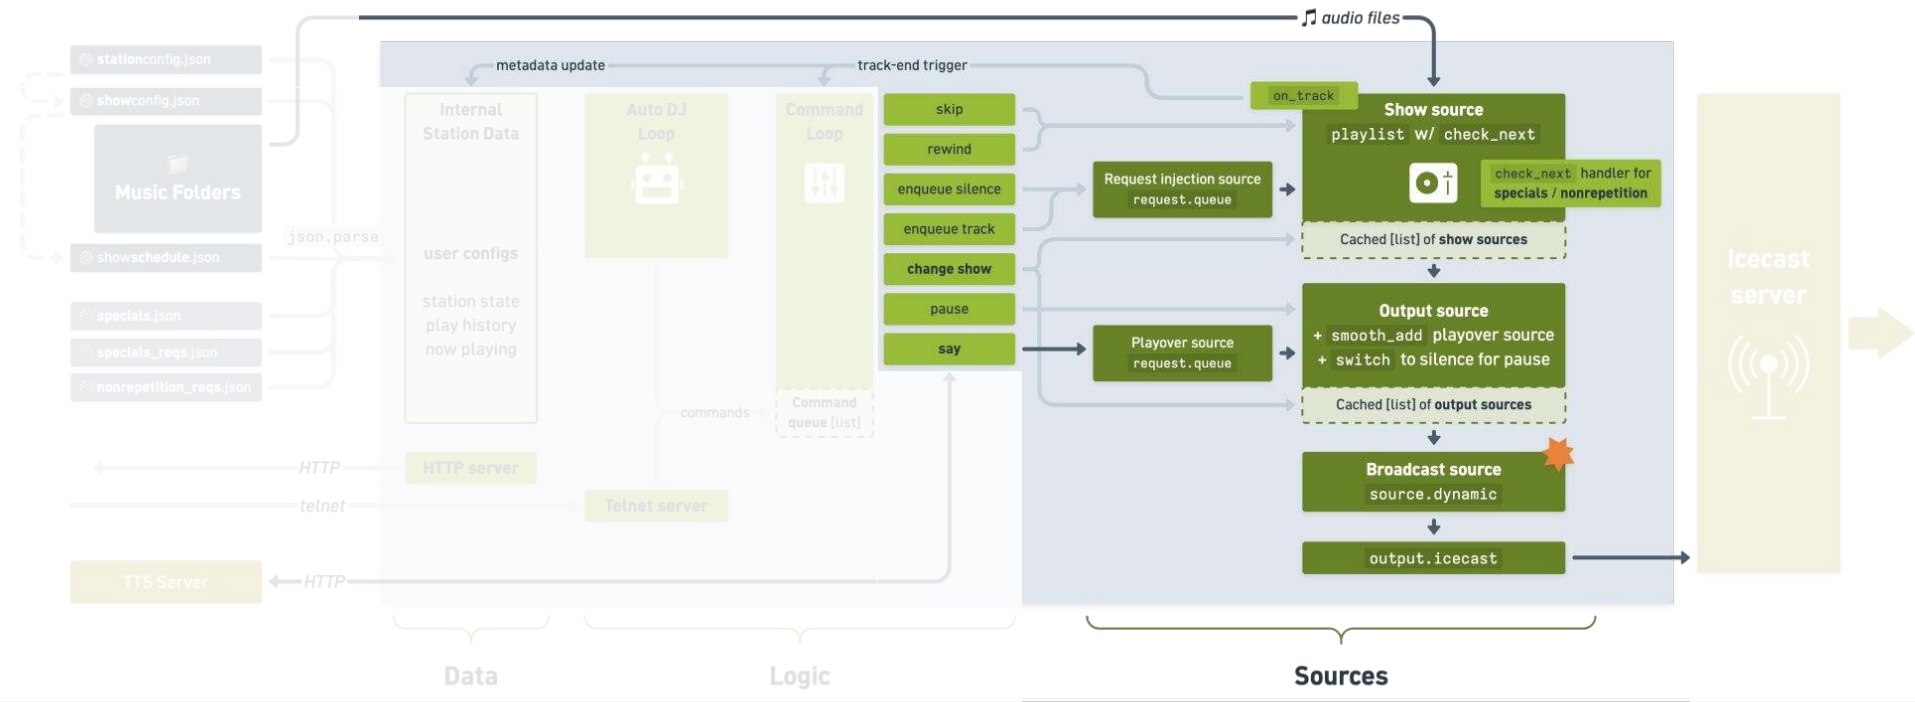 audio files
stationconfig.json
showconfig.json
Music Folders
showschedule.json
specials.json
specials_reqs.json
nonrepetition_reqs.json
json.parse
HTTP
telnet
TTS Server
HTTP
metadata update
track-end trigger
Internal
Station Data
user configs
station state
play history
now playing
HTTP server
Auto DJ
Loop
Telnet server
commands
Command
Loop
Command
queue [list]
skip
rewind
enqueue silence
enqueue track
change show
pause
say
Request injection source
request.queue
Playover source
request.queue
on_track
Show source
playlist w/ check_next
check_next handler for
specials / nonrepetition
Cached [list] of show sources
Output source
+ smooth_add playover source
+ switch to silence for pause
Cached [list] of output sources
Broadcast source
source.dynamic
output.icecast
Icecast
server
Data
Logic
Sources